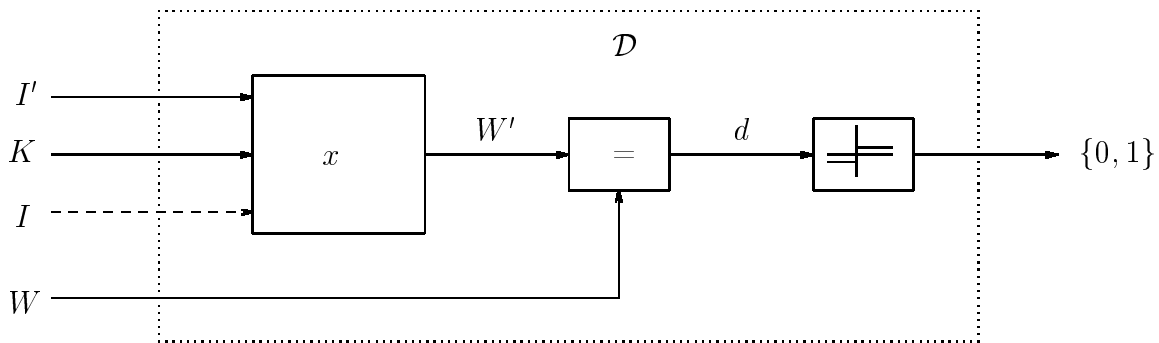 𝒟
I′
K
I
W
x
W′
=
d
{0, 1}